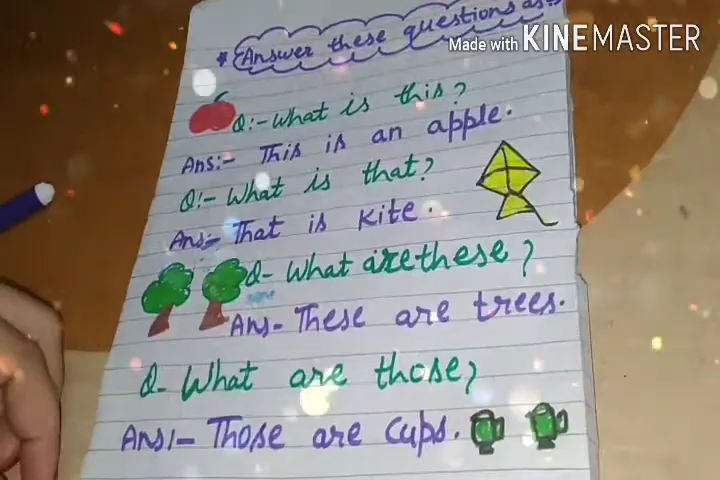 * Answer these questions as:-
Made with KINEMASTER
Q:- What is this?
Ans:- This is an apple.
Q:- What is that?
Ans:- That is Kite.
Q- What are these?
Ans- These are trees.
Q- What are those?
Ans:- Those are cups.